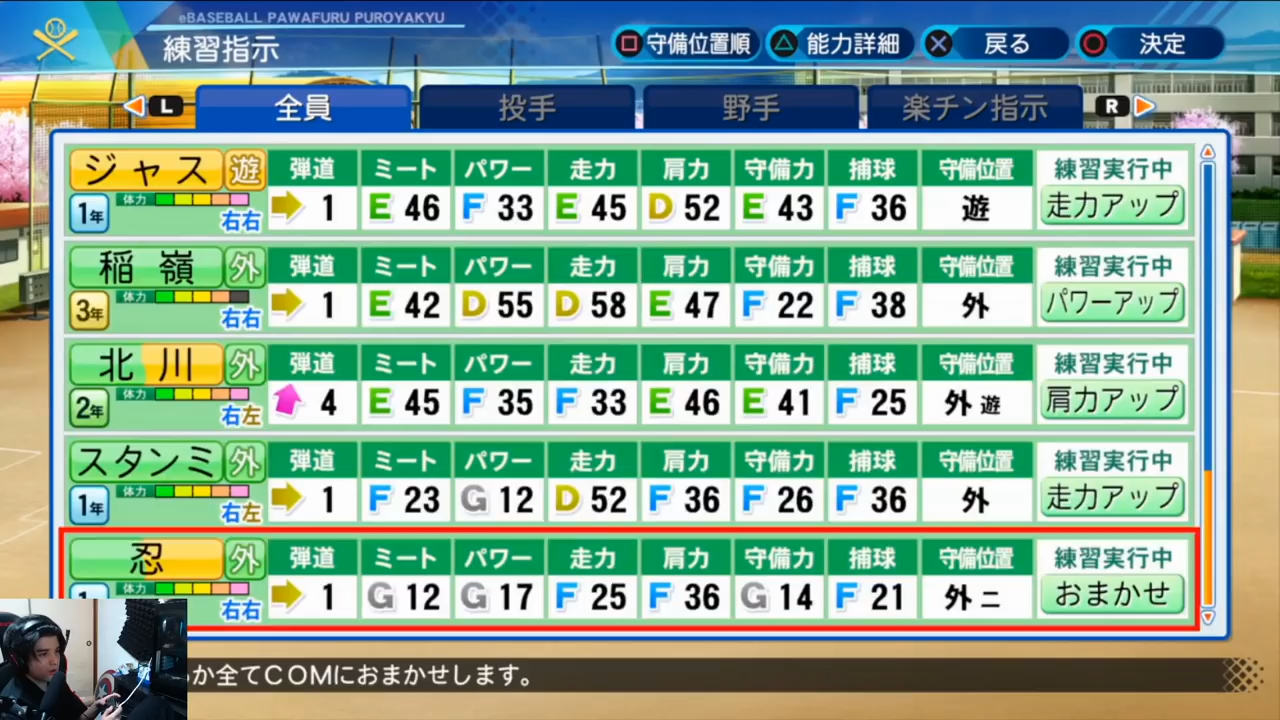 eBASEBALL PAWAFURU PUROYAKYU
練習指示
守備位置順 能力詳細 戻る 決定
L 全員 投手 野手 楽チン指示 R
ジャス 遊 弾道 ミート パワー 走力 肩力 守備力 捕球 守備位置 練習実行中
1年 体力 右右 1 E 46 F 33 E 45 D 52 E 43 F 36 遊 走力アップ
稲嶺 外 弾道 ミート パワー 走力 肩力 守備力 捕球 守備位置 練習実行中
3年 体力 右右 1 E 42 D 55 D 58 E 47 F 22 F 38 外 パワーアップ
北川 外 弾道 ミート パワー 走力 肩力 守備力 捕球 守備位置 練習実行中
2年 体力 右左 4 E 45 F 35 F 33 E 46 E 41 F 25 外 遊 肩力アップ
スタンミ 外 弾道 ミート パワー 走力 肩力 守備力 捕球 守備位置 練習実行中
1年 体力 右左 1 F 23 G 12 D 52 F 36 F 26 F 36 外 走力アップ
忍 外 弾道 ミート パワー 走力 肩力 守備力 捕球 守備位置 練習実行中
体力 右右 1 G 12 G 17 F 25 F 36 G 14 F 21 外 二 おまかせ
か全てCOMにおまかせします。